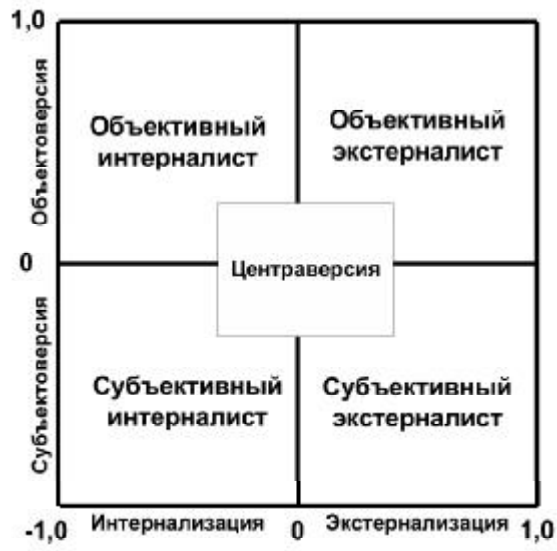 1,0
Объектоверсия
Объективный
интерналист
Объективный
экстерналист
0
Центраверсия
Субъектоверсия
Субъективный
интерналист
Субъективный
экстерналист
-1,0 Интернализация 0 Экстернализация 1,0